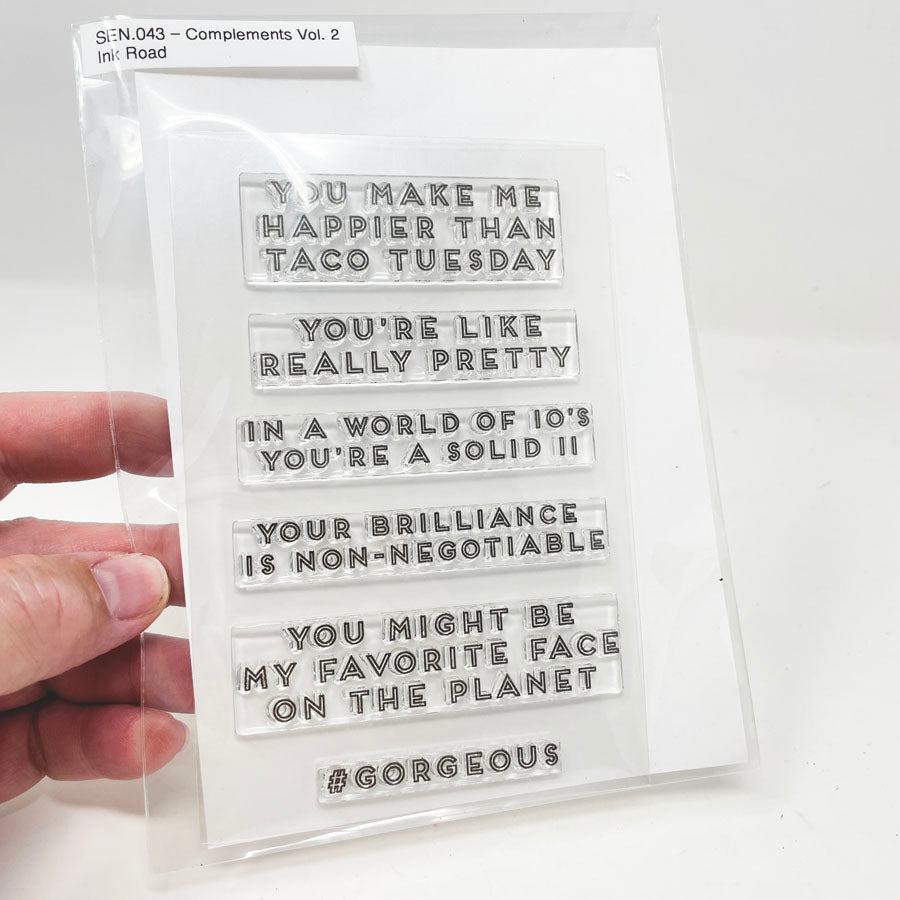 SEN.043 – Complements Vol. 2
Ink Road
YOU MAKE ME
HAPPIER THAN
TACO TUESDAY
YOU'RE LIKE
REALLY PRETTY
IN A WORLD OF 10'S
YOU'RE A SOLID 11
YOUR BRILLIANCE
IS NON-NEGOTIABLE
YOU MIGHT BE
MY FAVORITE FACE
ON THE PLANET
#GORGEOUS